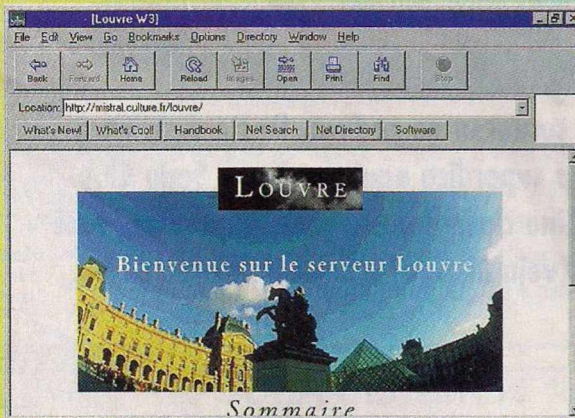 [Louvre W3]
File Edit View Go Bookmarks Options Directory Window Help
Back Forward Home Reload Images Open Print Find Stop
Location: http://mistral.culture.fr/louvre/
What's New! What's Cool! Handbook Net Search Net Directory Software
LOUVRE
Bienvenue sur le serveur Louvre
Sommaire